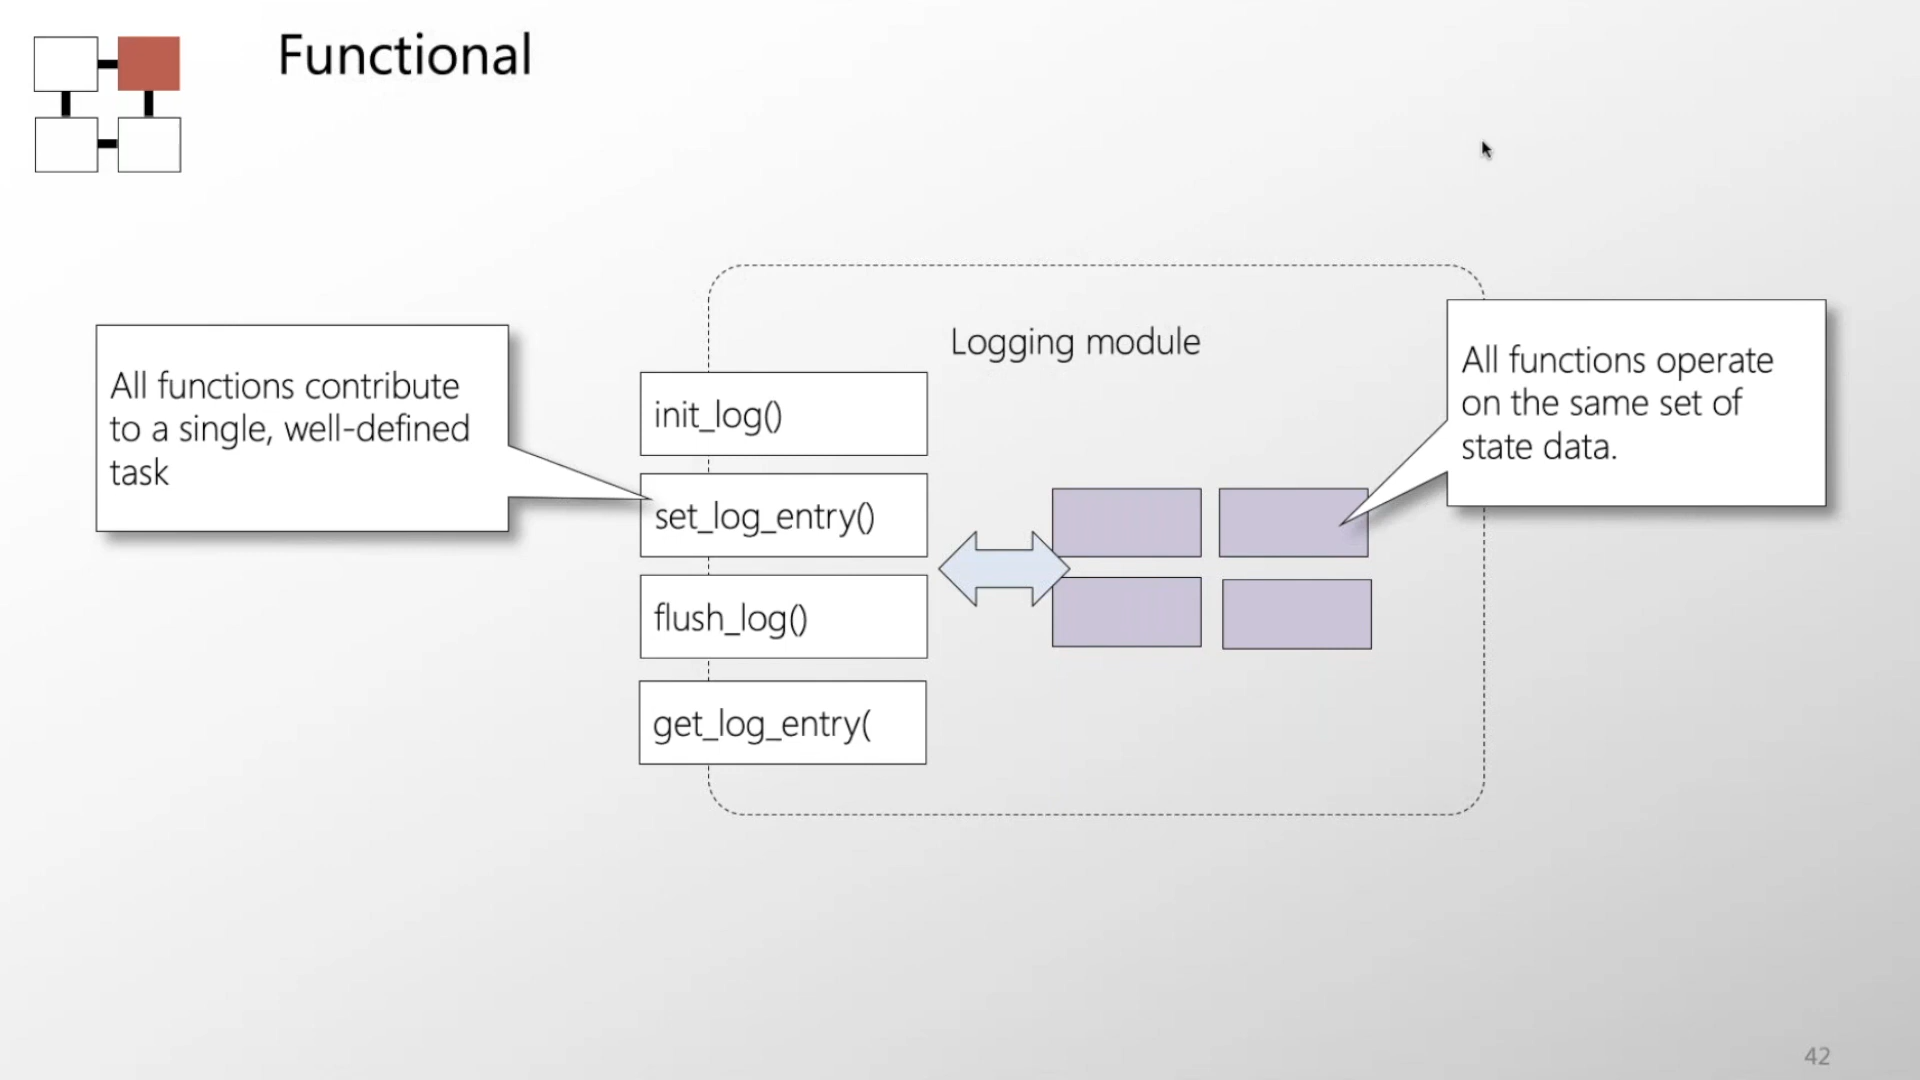 Functional
All functions contribute
to a single, well-defined
task
Logging module
init_log()
set_log_entry()
flush_log()
get_log_entry(
All functions operate
on the same set of
state data.
42